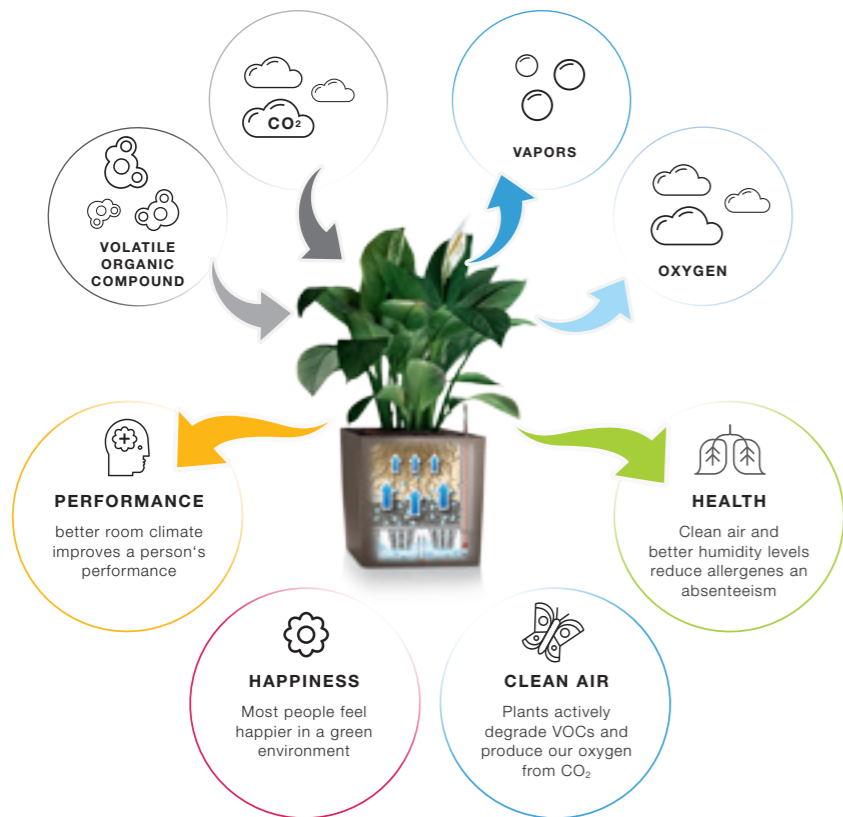 CO²
VAPORS
VOLATILE
ORGANIC
COMPOUND
OXYGEN
PERFORMANCE
better room climate
improves a person‘s
performance
HEALTH
Clean air and
better humidity levels
reduce allergenes an
absenteeism
HAPPINESS
Most people feel
happier in a green
environment
CLEAN AIR
Plants actively
degrade VOCs and
produce our oxygen
from CO₂